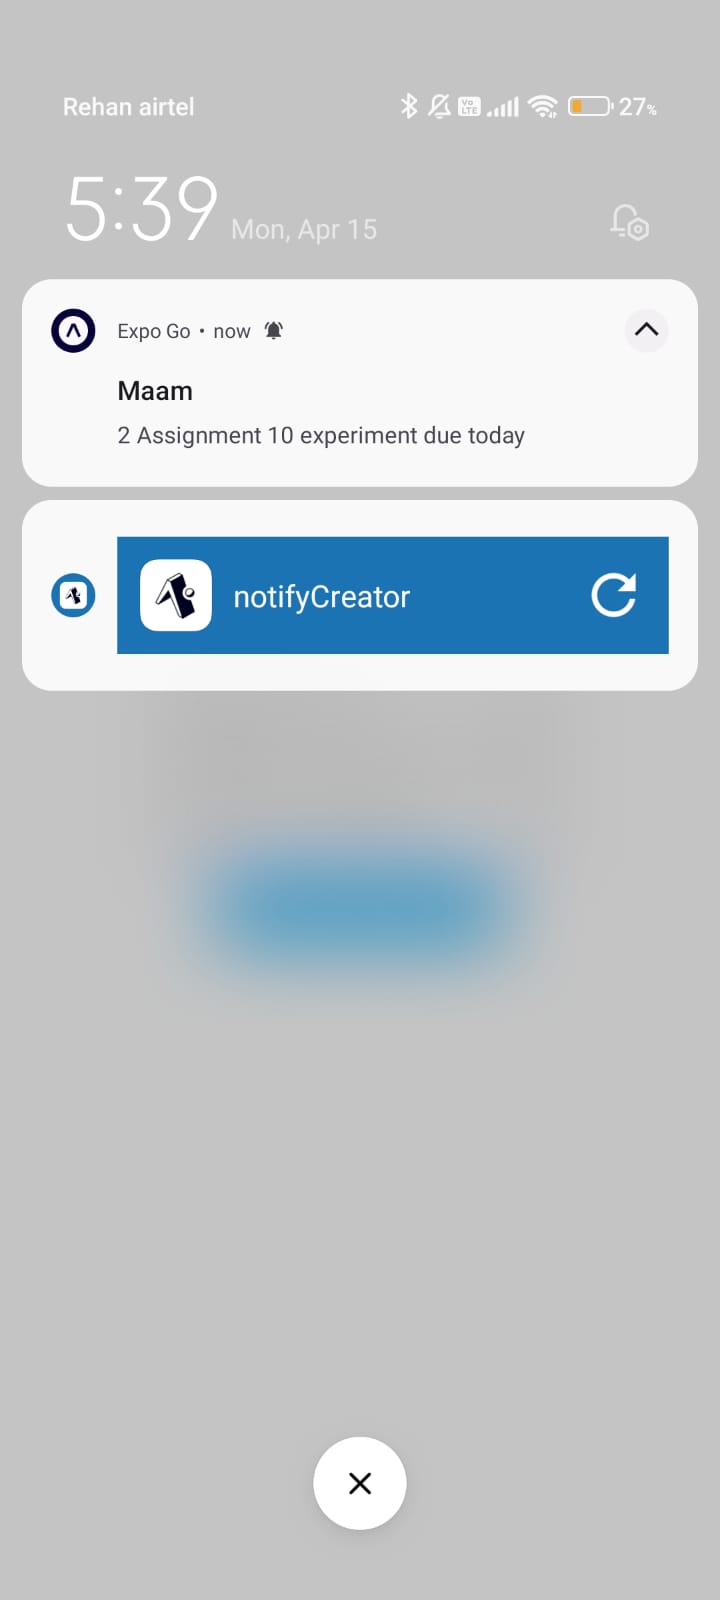 Rehan airtel
Vo LTE
27%
5:39 Mon, Apr 15
Expo Go • now
Maam
2 Assignment 10 experiment due today
notifyCreator